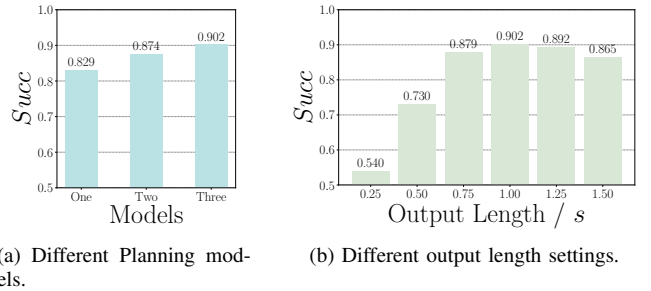 1.0
0.9
0.8
0.7
0.6
0.5
Succ
0.829
0.874
0.902
One Two Three
Models
(a) Different Planning mod-
els.
1.0
0.9
0.8
0.7
0.6
0.5
Succ
0.540
0.730
0.879
0.902
0.892
0.865
0.25 0.50 0.75 1.00 1.25 1.50
Output Length / s
(b) Different output length settings.